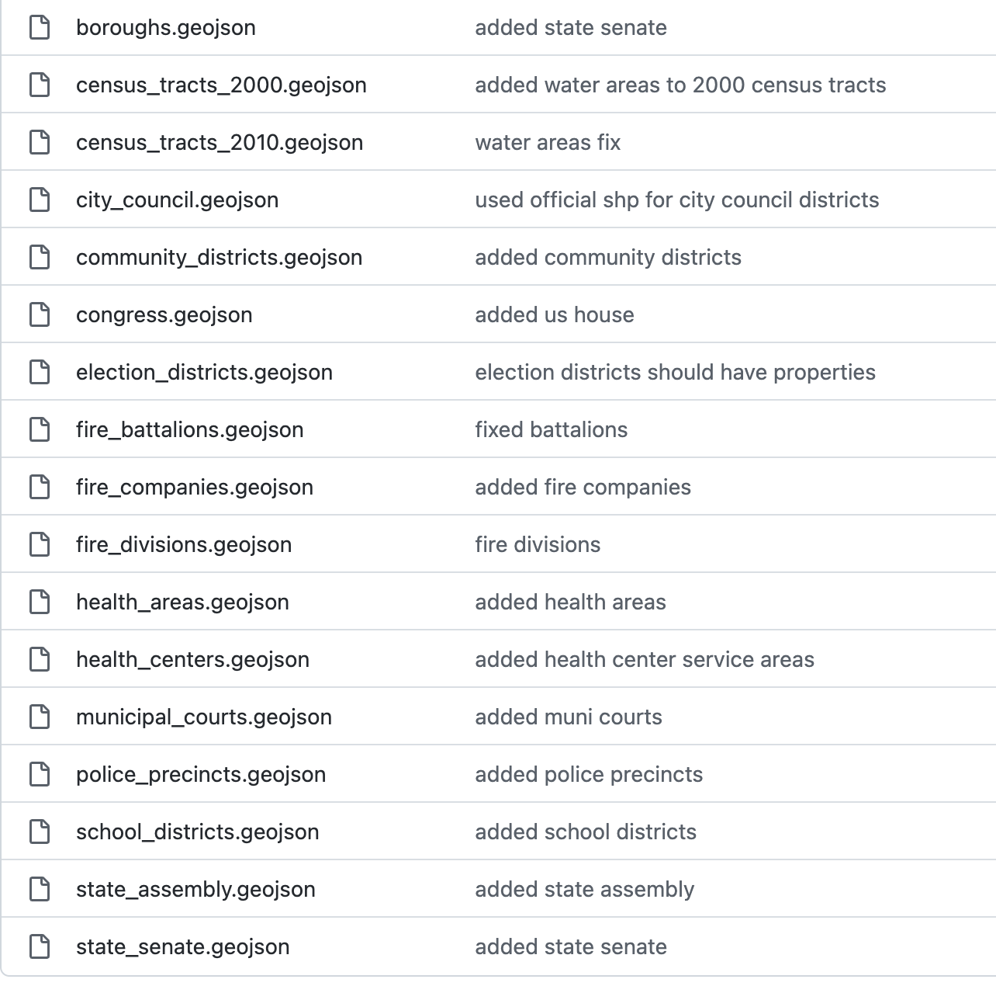 boroughs.geojson added state senate
census_tracts_2000.geojson added water areas to 2000 census tracts
census_tracts_2010.geojson water areas fix
city_council.geojson used official shp for city council districts
community_districts.geojson added community districts
congress.geojson added us house
election_districts.geojson election districts should have properties
fire_battalions.geojson fixed battalions
fire_companies.geojson added fire companies
fire_divisions.geojson fire divisions
health_areas.geojson added health areas
health_centers.geojson added health center service areas
municipal_courts.geojson added muni courts
police_precincts.geojson added police precincts
school_districts.geojson added school districts
state_assembly.geojson added state assembly
state_senate.geojson added state senate